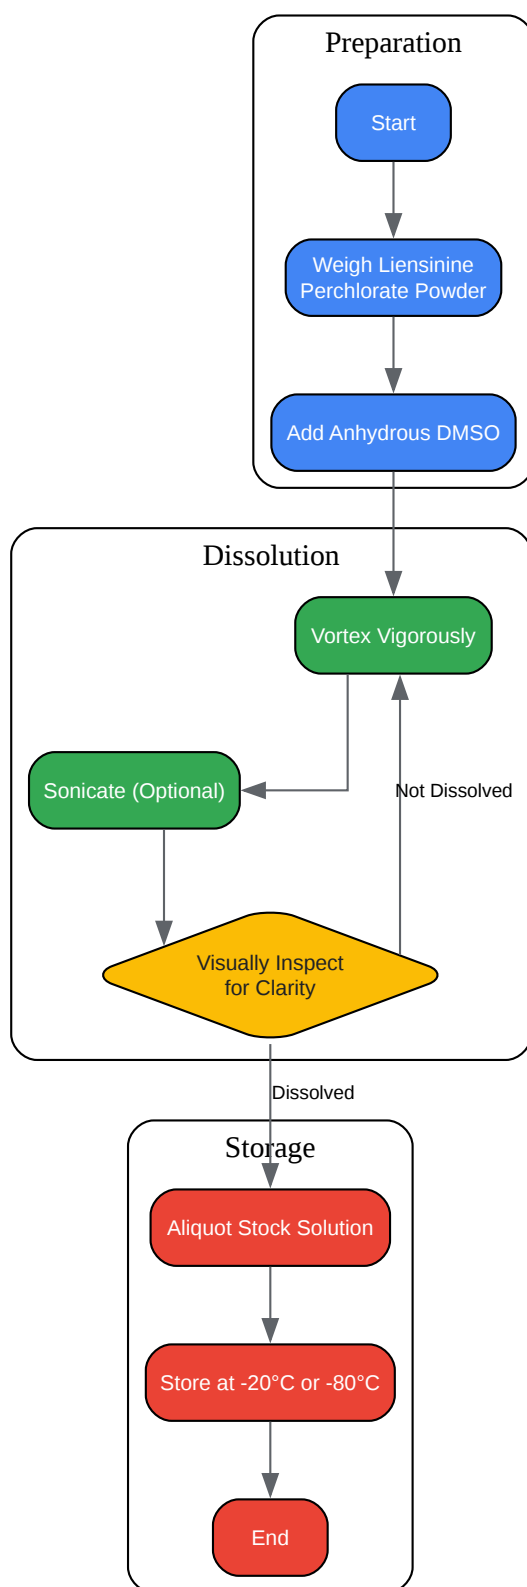 Preparation
Start
Weigh Liensinine
Perchlorate Powder
Add Anhydrous DMSO
Dissolution
Vortex Vigorously
Sonicate (Optional)
Not Dissolved
Visually Inspect
for Clarity
Dissolved
Storage
Aliquot Stock Solution
Store at -20°C or -80°C
End